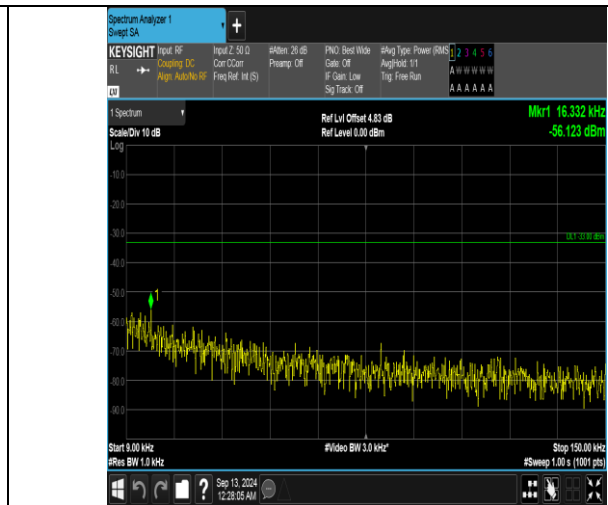 Spectrum Analyzer 1
Swept SA
KEYSIGHT Input: RF Input Z: 50 Ω #Atten: 26 dB PNO: Best Wide #Avg Type: Power (RMS 1 2 3 4 5 6
RL Coupling: DC Corr CCorr Preamp: Off Gate: Off Avg|Hold: 1/1 A W W W W W
Align: Auto/No RF Freq Ref: Int (S) IF Gain: Low Trig: Free Run
LXI Sig Track: Off A A A A A A
1 Spectrum Ref Lvl Offset 4.83 dB Mkr1 16.332 kHz
Scale/Div 10 dB Ref Level 0.00 dBm -56.123 dBm
Log
-10.0
-20.0
-30.0
DL1 -33.00 dBm
-40.0
-50.0
1
-60.0
-70.0
-80.0
-90.0
Start 9.00 kHz #Video BW 3.0 kHz* Stop 150.00 kHz
#Res BW 1.0 kHz #Sweep 1.00 s (1001 pts)
? Sep 13, 2024
12:28:05 AM